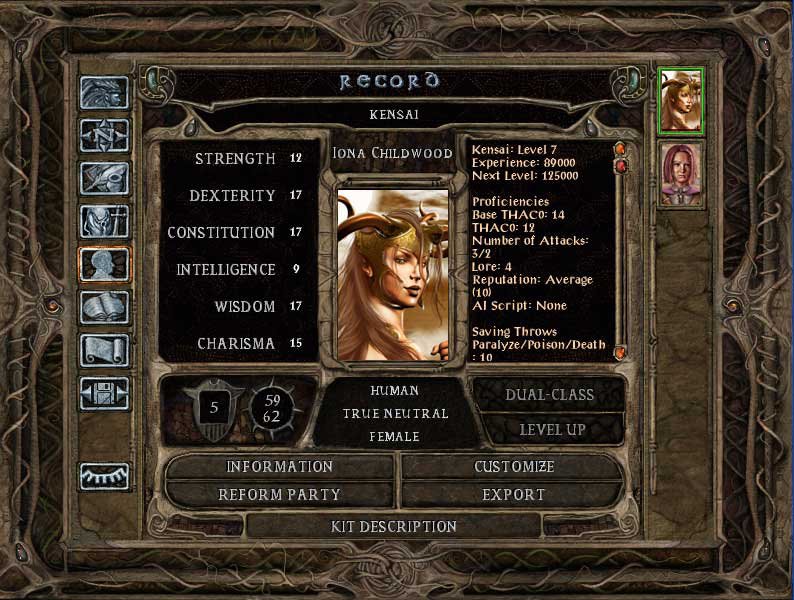 RECORD
KENSAI
STRENGTH 12
DEXTERITY 17
CONSTITUTION 17
INTELLIGENCE 9
WISDOM 17
CHARISMA 15
IONA CHILDWOOD
Kensai: Level 7
Experience: 89000
Next Level: 125000
Proficiencies
Base THAC0: 14
THAC0: 12
Number of Attacks:
3/2
Lore: 4
Reputation: Average
(10)
AI Script: None
Saving Throws
Paralyze/Poison/Death
: 10
5
59
62
HUMAN
TRUE NEUTRAL
FEMALE
DUAL-CLASS
LEVEL UP
INFORMATION
CUSTOMIZE
REFORM PARTY
EXPORT
KIT DESCRIPTION
N